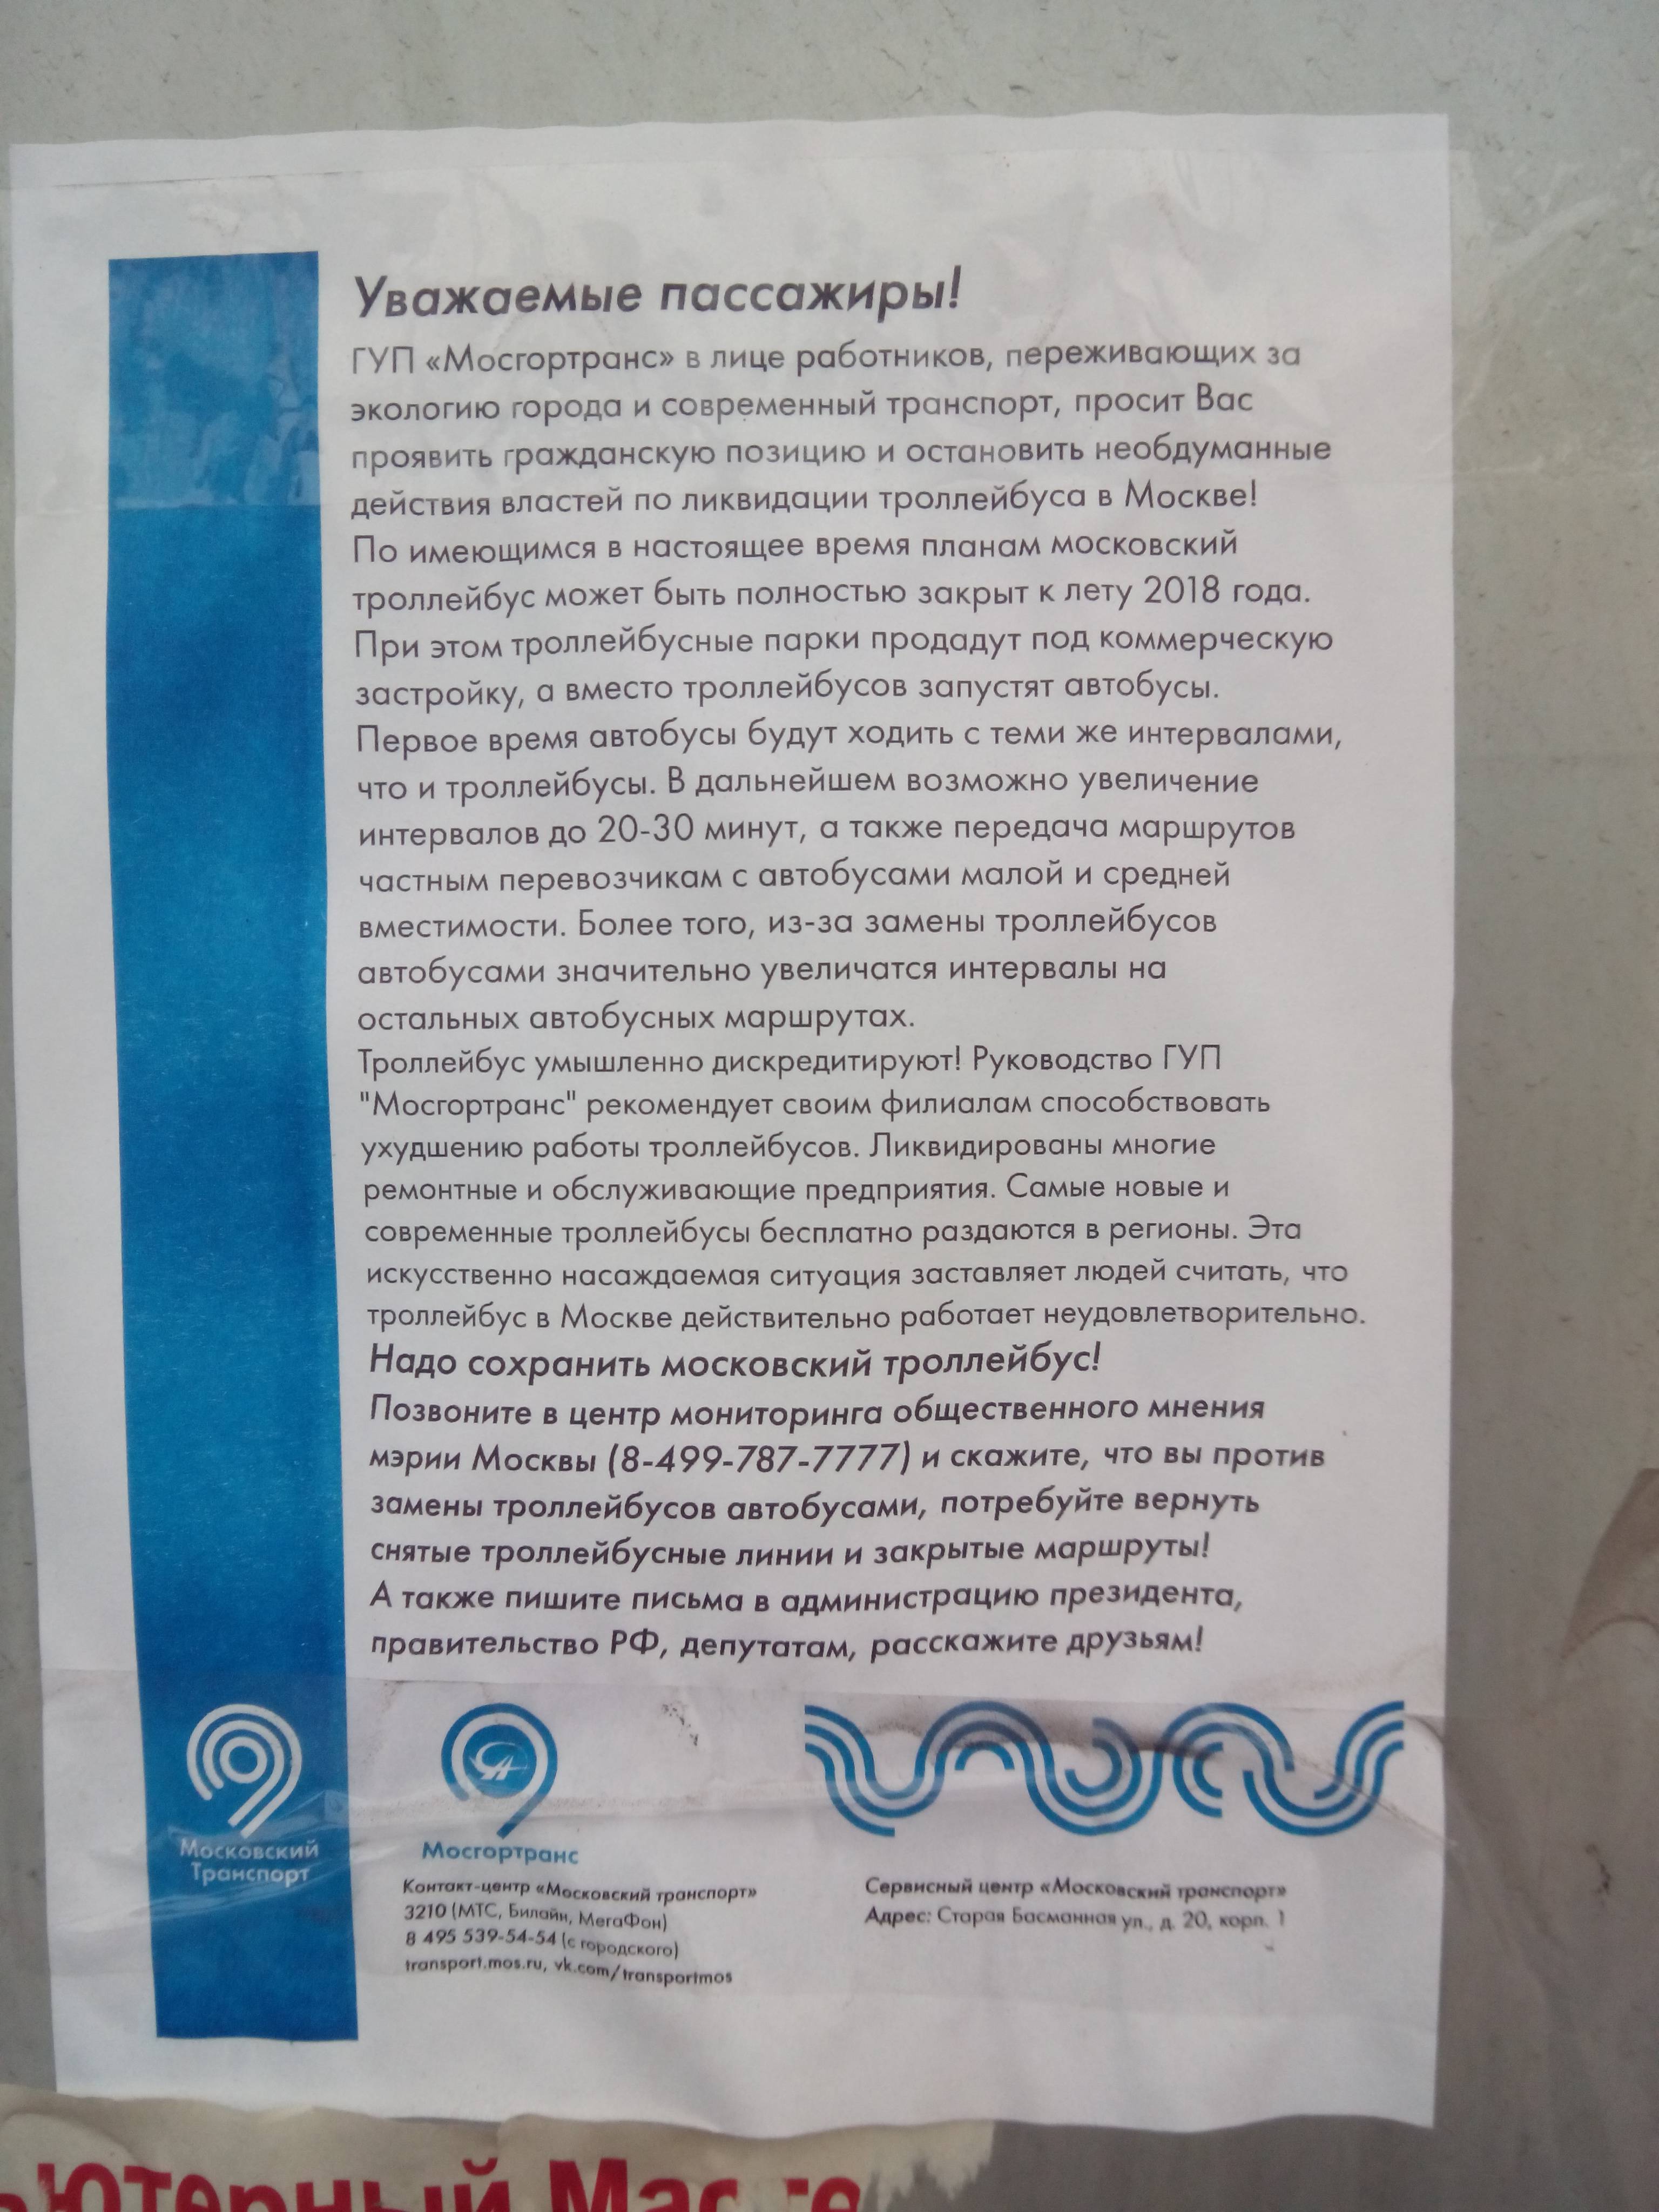 Уважаемые пассажиры!
ГУП «Мосгортранс» в лице работников, переживающих за
экологию города и современный транспорт, просит Вас
проявить гражданскую позицию и остановить необдуманные
действия властей по ликвидации троллейбуса в Москве!
По имеющимся в настоящее время планам московский
троллейбус может быть полностью закрыт к лету 2018 года.
При этом троллейбусные парки продадут под коммерческую
застройку, а вместо троллейбусов запустят автобусы.
Первое время автобусы будут ходить с теми же интервалами,
что и троллейбусы. В дальнейшем возможно увеличение
интервалов до 20-30 минут, а также передача маршрутов
частным перевозчикам с автобусами малой и средней
вместимости. Более того, из-за замены троллейбусов
автобусами значительно увеличатся интервалы на
остальных автобусных маршрутах.
Троллейбус умышленно дискредитируют! Руководство ГУП
"Мосгортранс" рекомендует своим филиалам способствовать
ухудшению работы троллейбусов. Ликвидированы многие
ремонтные и обслуживающие предприятия. Самые новые и
современные троллейбусы бесплатно раздаются в регионы. Эта
искусственно насаждаемая ситуация заставляет людей считать, что
троллейбус в Москве действительно работает неудовлетворительно.
Надо сохранить московский троллейбус!
Позвоните в центр мониторинга общественного мнения
мэрии Москвы (8-499-787-7777) и скажите, что вы против
замены троллейбусов автобусами, потребуйте вернуть
снятые троллейбусные линии и закрытые маршруты!
А также пишите письма в администрацию президента,
правительство РФ, депутатам, расскажите друзьям!
Московский
Транспорт
Мосгортранс
Контакт-центр «Московский транспорт»
3210 (МТС, Билайн, МегаФон)
8 495 539-54-54 (с городского)
transport.mos.ru, vk.com/transportmos
Сервисный центр «Московский транспорт»
Адрес: Старая Басманная ул., д. 20, корп. 1